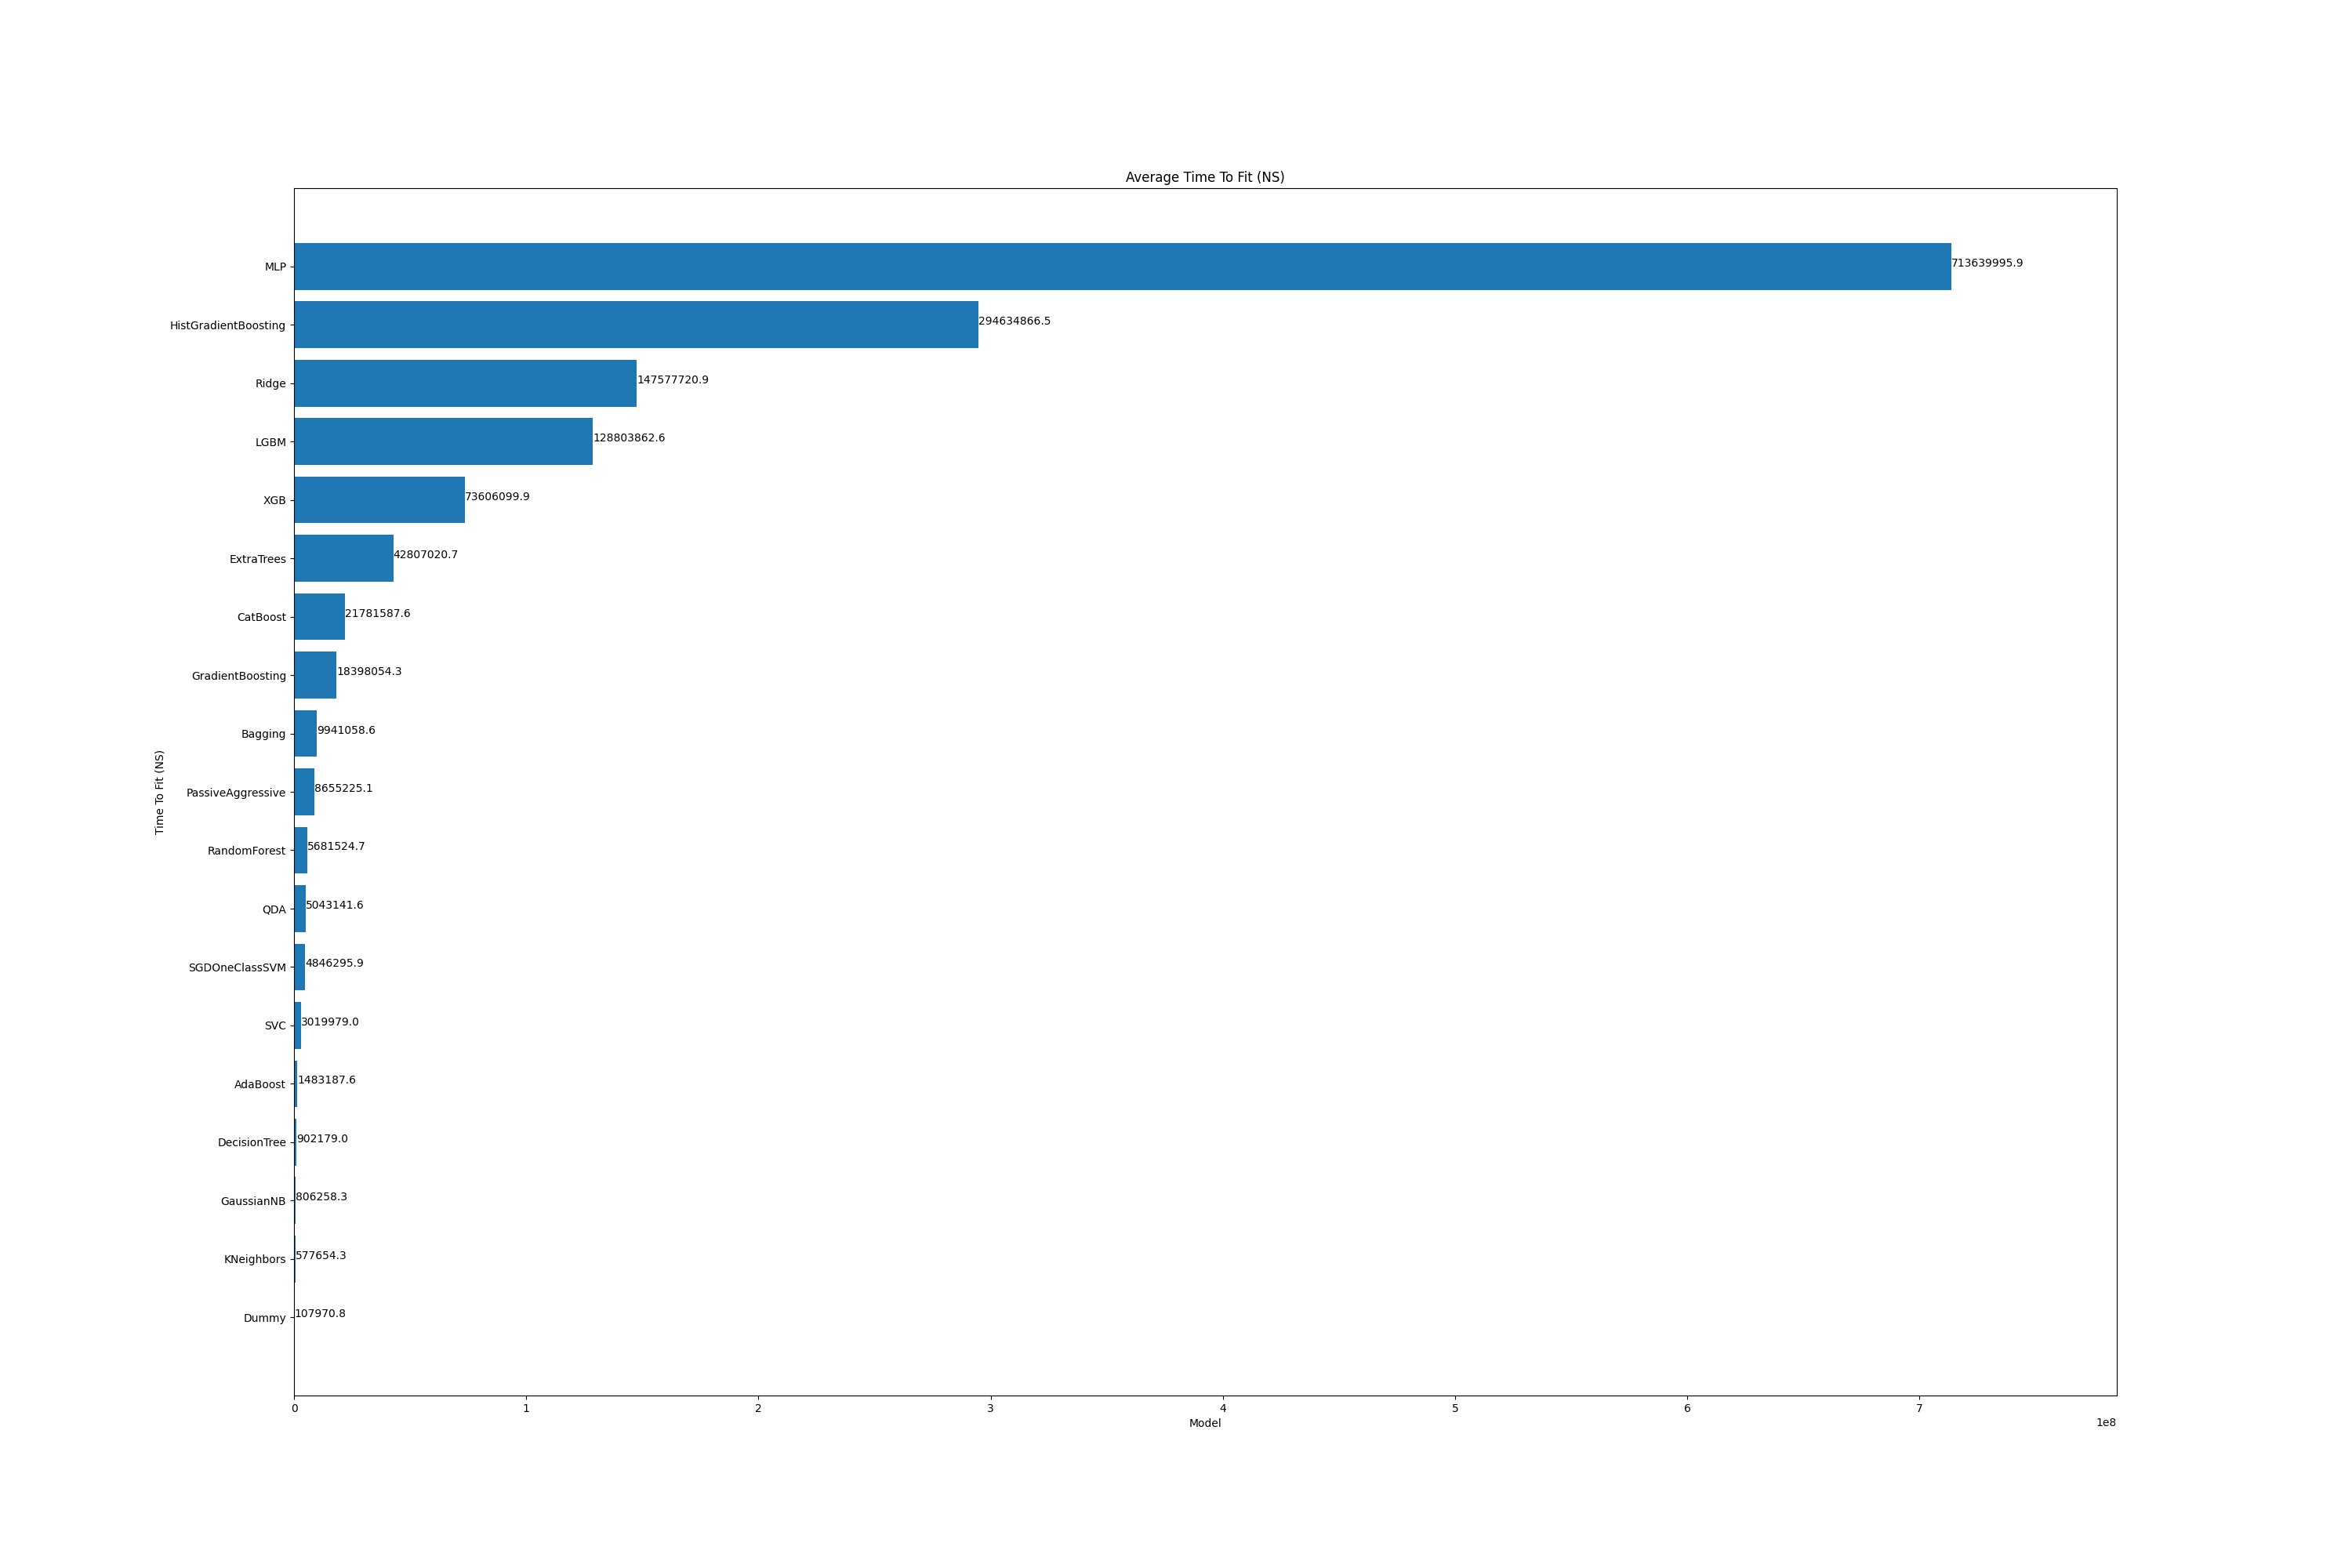 Average Time To Fit (NS)
MLP 713639995.9
HistGradientBoosting 294634866.5
Ridge 147577720.9
LGBM 128803862.6
XGB 73606099.9
ExtraTrees 42807020.7
CatBoost 21781587.6
GradientBoosting 18398054.3
Bagging 9941058.6
PassiveAggressive 8655225.1
RandomForest 5681524.7
QDA 5043141.6
SGDOneClassSVM 4846295.9
SVC 3019979.0
AdaBoost 1483187.6
DecisionTree 902179.0
GaussianNB 806258.3
KNeighbors 577654.3
Dummy 107970.8
Time To Fit (NS)
0 1 2 3 4 5 6 7
Model
1e8